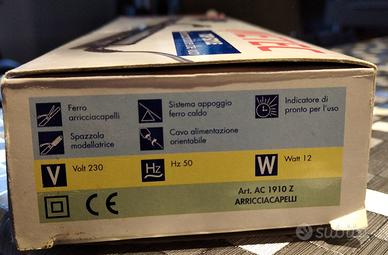 Ferro
arricciacapelli
Sistema appoggio
ferro caldo
Indicatore di
pronto per l'uso
Spazzola
modellatrice
Cavo alimentazione
orientabile
V
Volt 230
Hz
Hz 50
W
Watt 12
CE
Art. AC 1910 Z
ARRICCIACAPELLI
subito